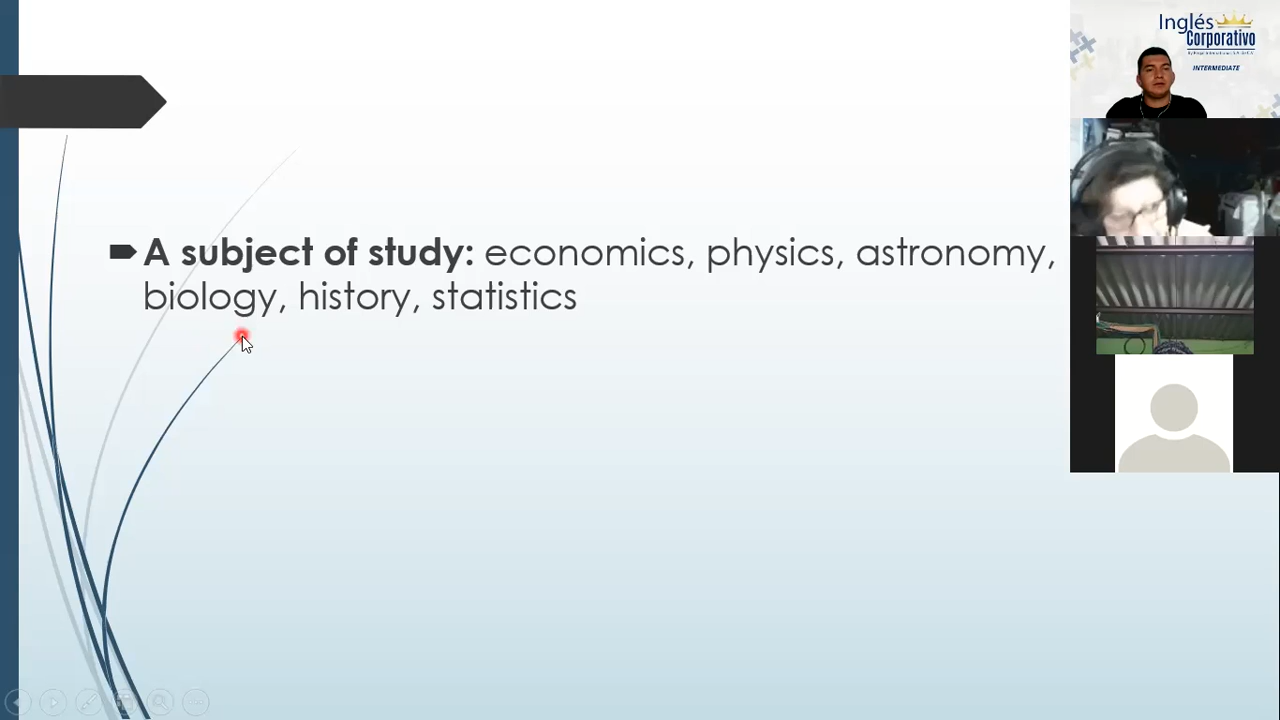 A subject of study: economics, physics, astronomy,
biology, history, statistics
Inglés
Corporativo
INTERMEDIATE